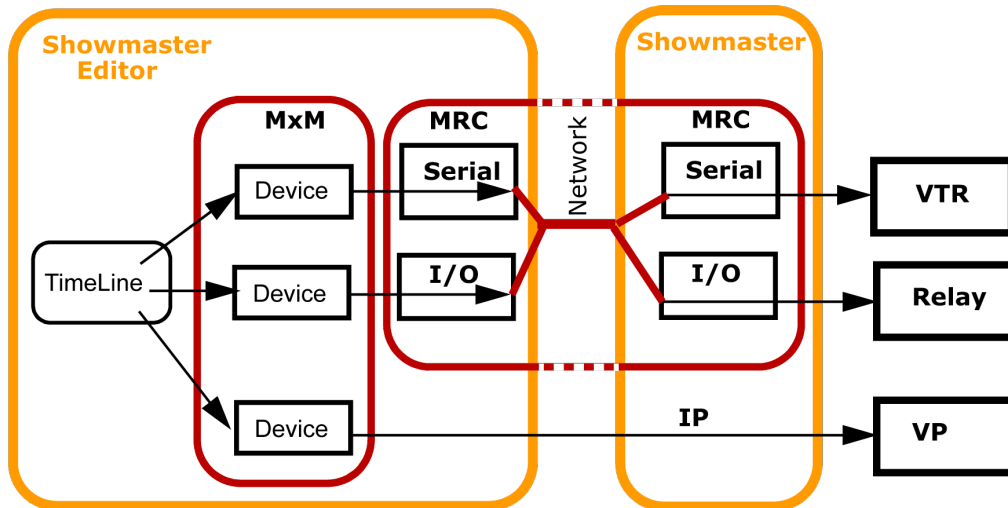 Showmaster
Editor
Showmaster
MxM
MRC
MRC
Network
Device
Serial
Serial
VTR
TimeLine
Device
I/O
I/O
Relay
Device
IP
VP